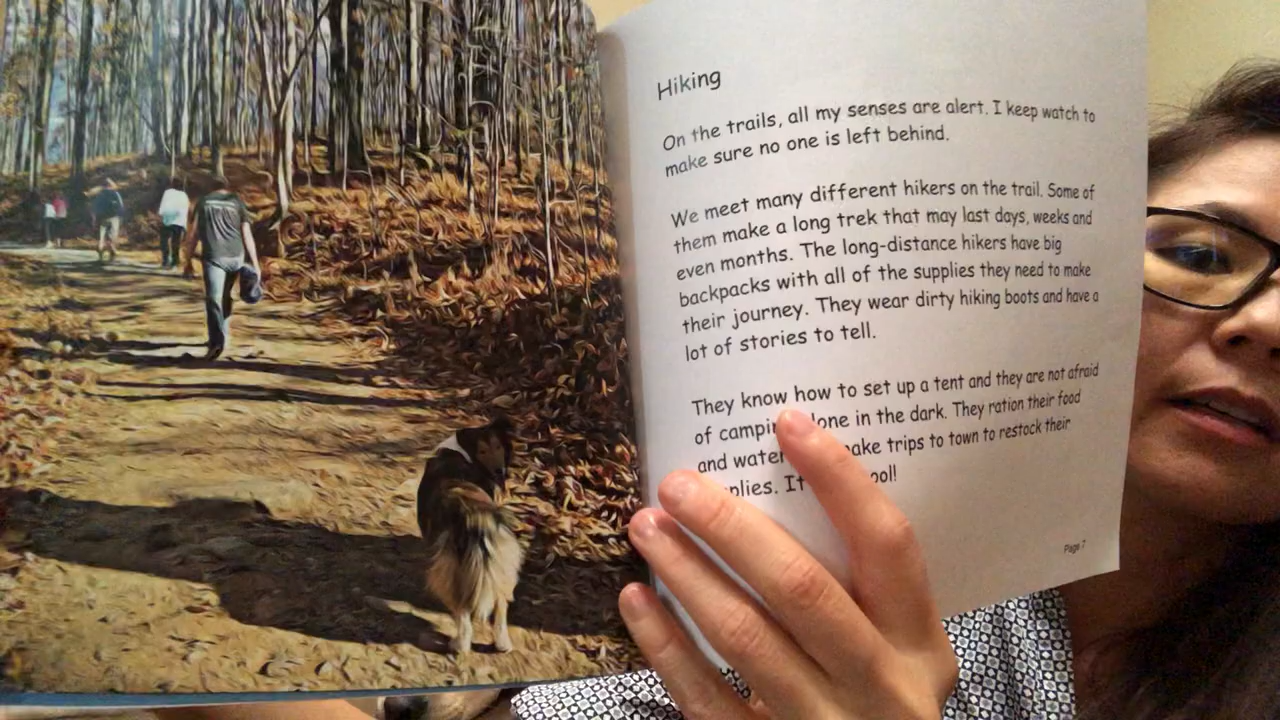 Hiking
On the trails, all my senses are alert. I keep watch to
make sure no one is left behind.
We meet many different hikers on the trail. Some of
them make a long trek that may last days, weeks and
even months. The long-distance hikers have big
backpacks with all of the supplies they need to make
their journey. They wear dirty hiking boots and have a
lot of stories to tell.
They know how to set up a tent and they are not afraid
of in the dark. They ration their food
and water trips to town to restock their
It
Page 7